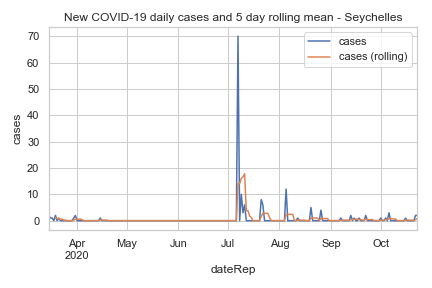 New COVID-19 daily cases and 5 day rolling mean - Seychelles
cases
cases (rolling)
70
60
50
40
30
20
10
0
cases
Apr
2020
May
Jun
Jul
Aug
Sep
Oct
dateRep